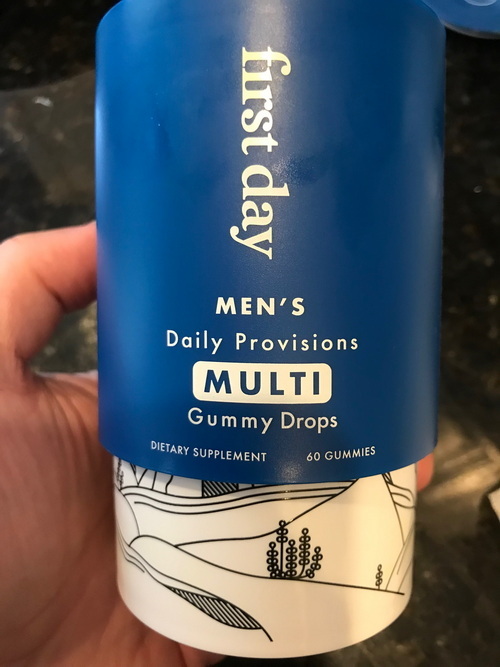 first day
MEN'S
Daily Provisions
MULTI
Gummy Drops
DIETARY SUPPLEMENT 60 GUMMIES